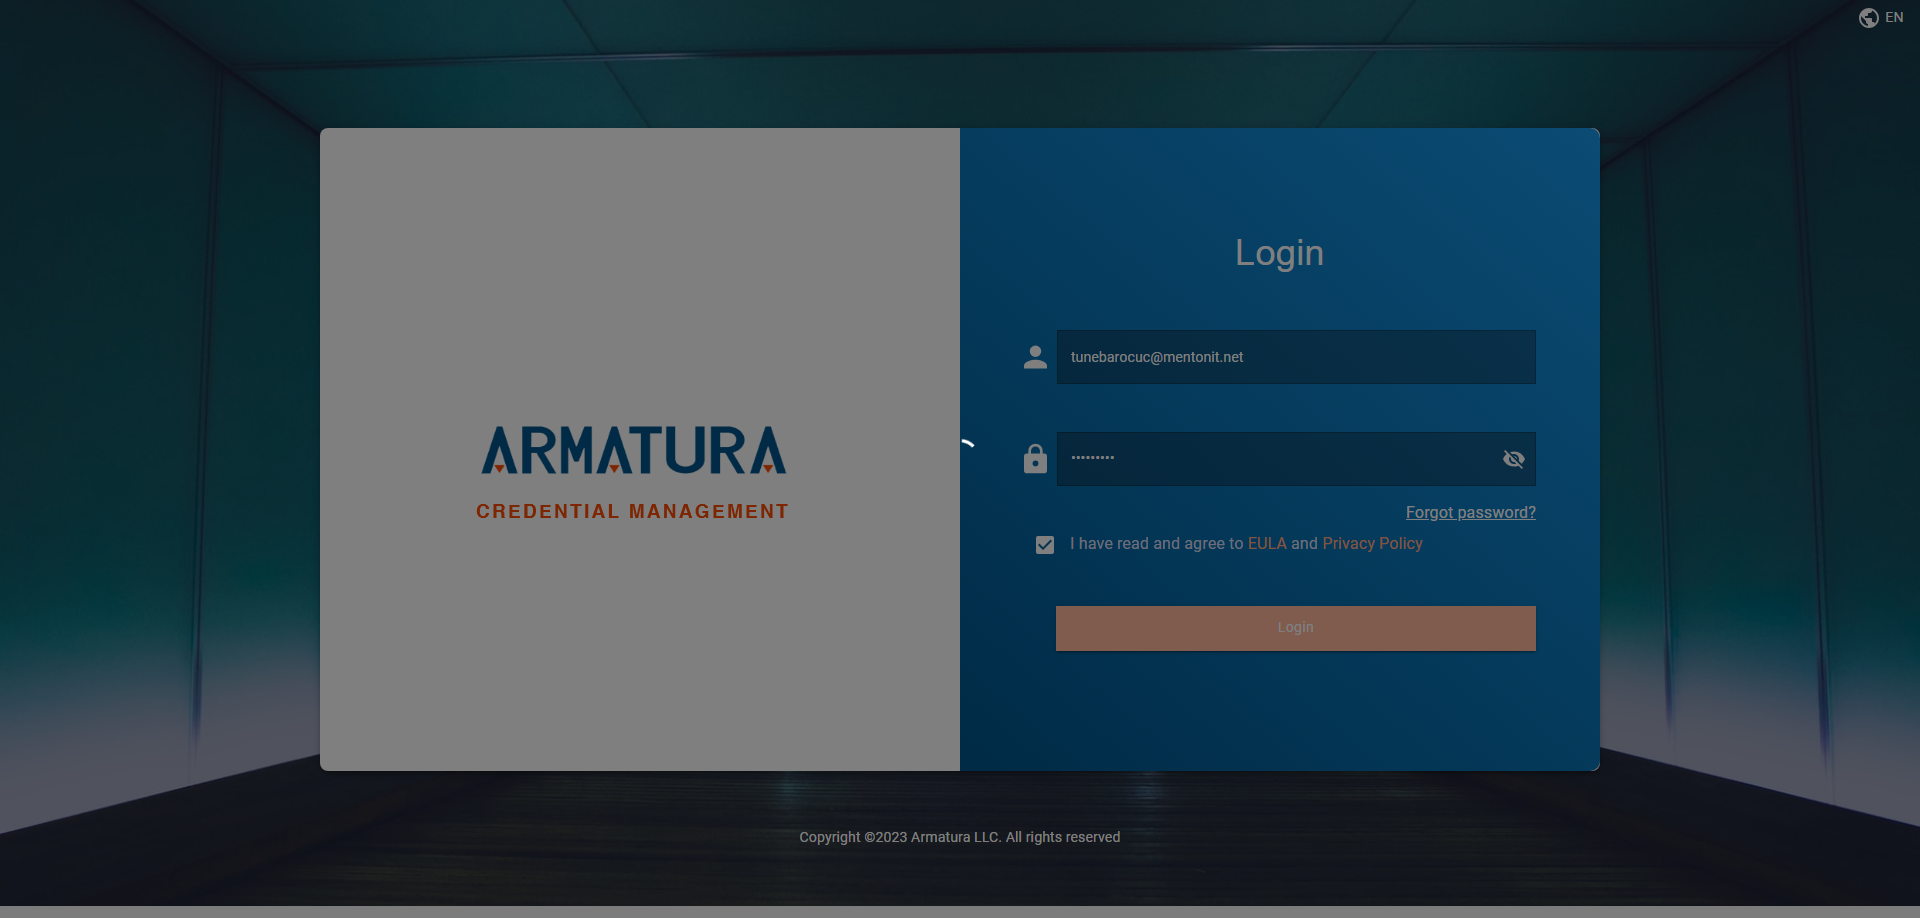 EN
Login
tunebarocuc@mentonit.net
•••••••••
Forgot password?
I have read and agree to EULA and Privacy Policy
Login
ARMATURA
CREDENTIAL MANAGEMENT
Copyright ©2023 Armatura LLC. All rights reserved